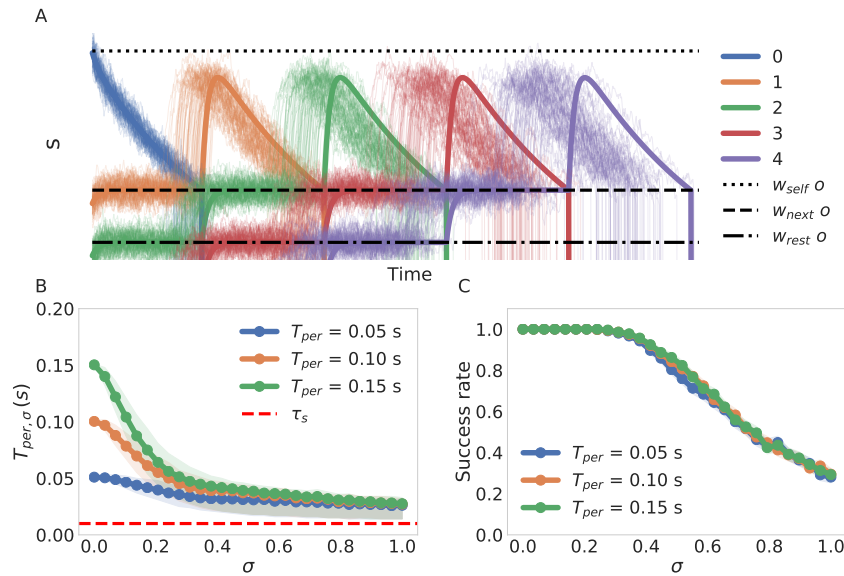 A
s
Time
0
1
2
3
4
w_self o
w_next o
w_rest o
B
T_per,σ (s)
0.20
0.15
0.10
0.05
0.00
T_per = 0.05 s
T_per = 0.10 s
T_per = 0.15 s
τ_s
0.0 0.2 0.4 0.6 0.8 1.0
σ
C
Success rate
1.0
0.8
0.6
0.4
0.2
0.0
T_per = 0.05 s
T_per = 0.10 s
T_per = 0.15 s
0.0 0.2 0.4 0.6 0.8 1.0
σ